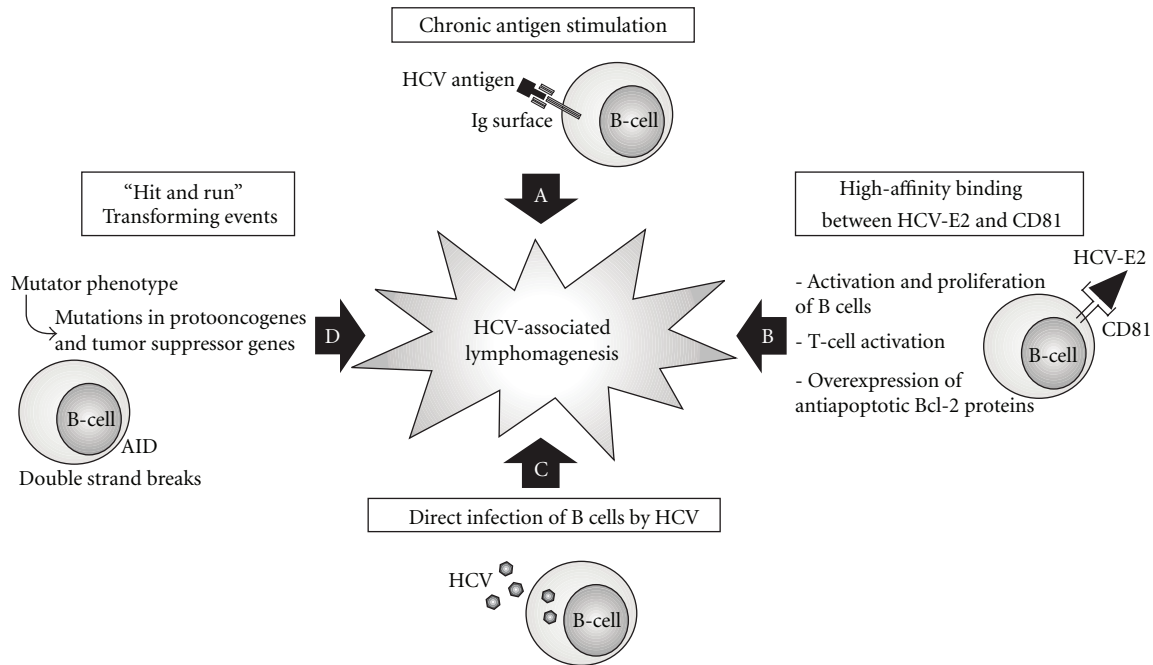 Chronic antigen stimulation
HCV antigen
Ig surface
B-cell
A
“Hit and run”
Transforming events
Mutator phenotype
Mutations in protooncogenes
and tumor suppressor genes
D
B-cell
AID
Double strand breaks
HCV-associated
lymphomagenesis
High-affinity binding
between HCV-E2 and CD81
B
- Activation and proliferation
of B cells
- T-cell activation
- Overexpression of
antiapoptotic Bcl-2 proteins
HCV-E2
CD81
B-cell
C
Direct infection of B cells by HCV
HCV
B-cell